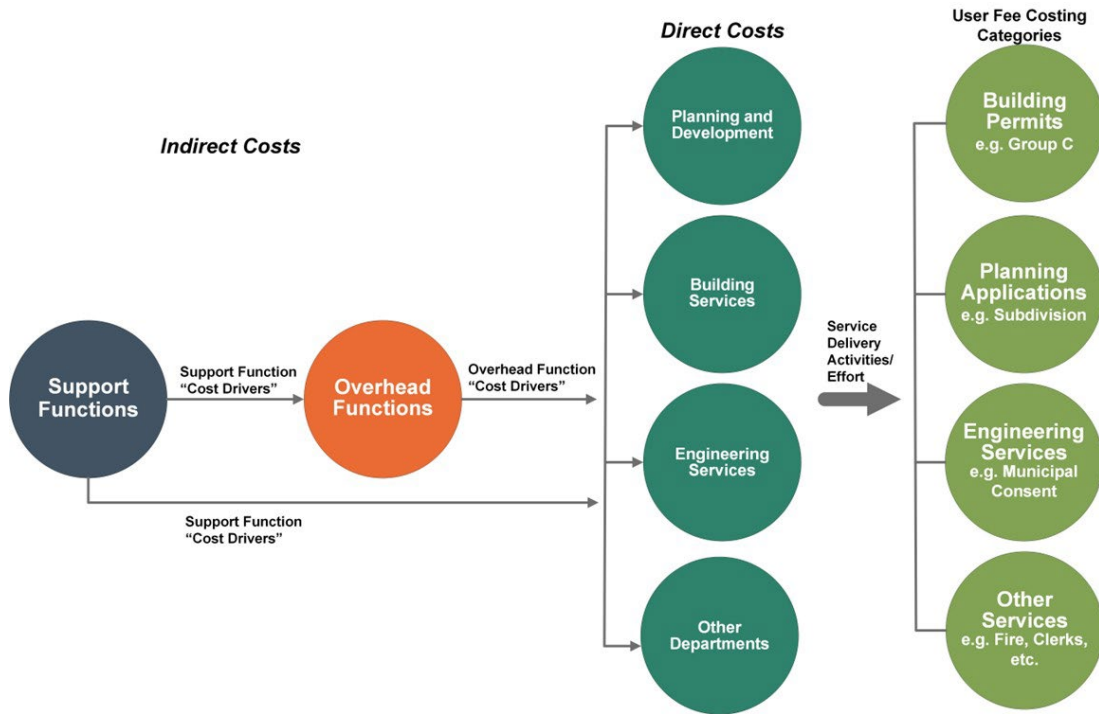 Indirect Costs
Support
Functions
Support Function
“Cost Drivers”
Overhead
Functions
Overhead Function
“Cost Drivers”
Support Function
“Cost Drivers”
Direct Costs
Planning and
Development
Building
Services
Engineering
Services
Other
Departments
Service
Delivery
Activities/
Effort
User Fee Costing
Categories
Building
Permits
e.g. Group C
Planning
Applications
e.g. Subdivision
Engineering
Services
e.g. Municipal
Consent
Other
Services
e.g. Fire, Clerks,
etc.